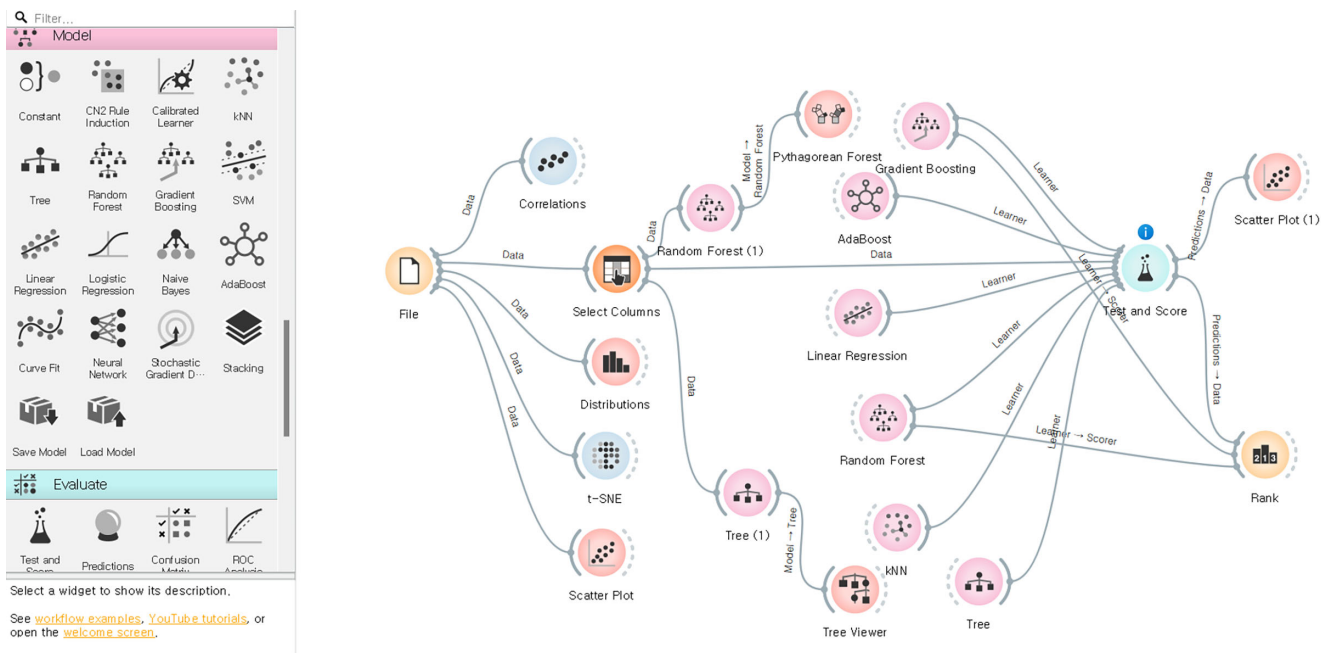 Filter...
Model
Constant
CN2 Rule
Induction
Calibrated
Learner
kNN
Tree
Random
Forest
Gradient
Boosting
SVM
Linear
Regression
Logistic
Regression
Naive
Bayes
AdaBoost
Curve Fit
Neural
Network
Stochastic
Gradient D...
Stacking
Save Model
Load Model
Evaluate
Test and
Score
Predictions
Confusion
Matrix
ROC
Analysis
Select a widget to show its description.
See workflow examples, YouTube tutorials, or
open the welcome screen.
File
Data
Correlations
Data
Select Columns
Data
Distributions
Data
t-SNE
Data
Scatter Plot
Data
Random Forest (1)
Model →
Random Forest
Pythagorean Forest
Data
Data
Tree (1)
Model → Tree
Tree Viewer
Gradient Boosting
Learner
AdaBoost
Learner
Linear Regression
Learner
Random Forest
Learner
kNN
Learner
Tree
Learner
Learner → Scorer
Learner → Scorer
Test and Score
Predictions → Data
Scatter Plot (1)
Predictions → Data
Rank